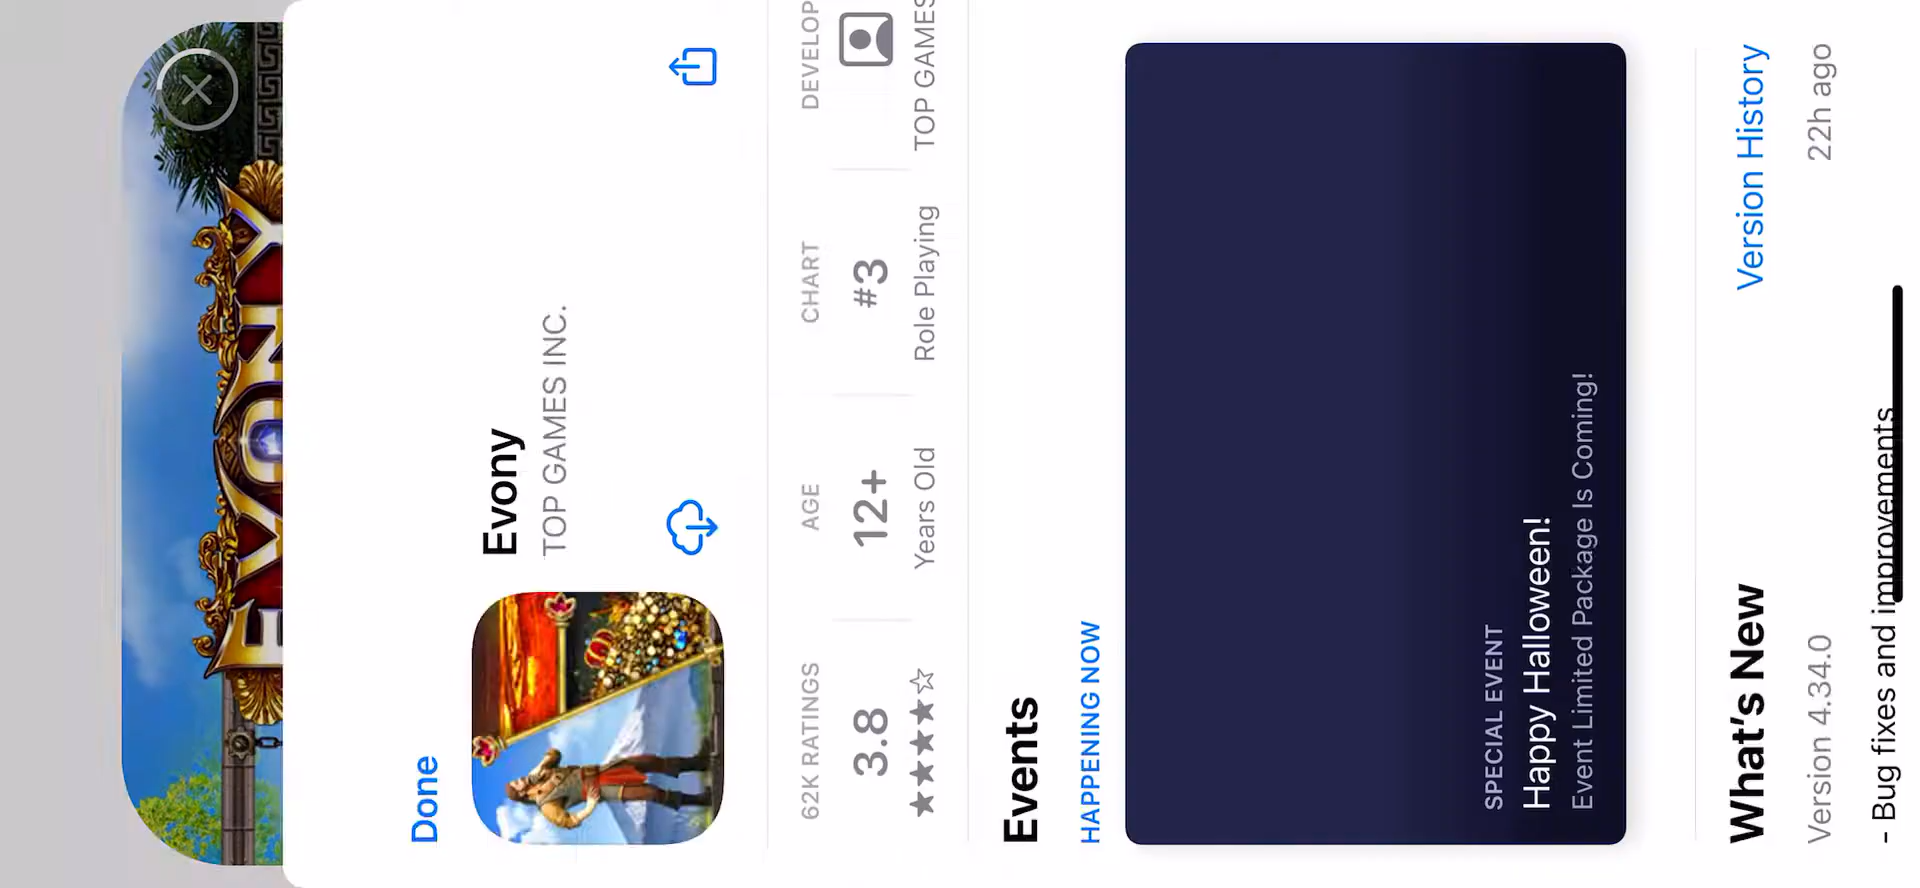 EVONY
Done
Evony
TOP GAMES INC.
62K RATINGS
3.8
AGE
12+
Years Old
CHART
#3
Role Playing
DEVELOP
TOP GAMES
Events
HAPPENING NOW
SPECIAL EVENT
Happy Halloween!
Event Limited Package Is Coming!
What's New
Version History
Version 4.34.0
22h ago
- Bug fixes and improvements